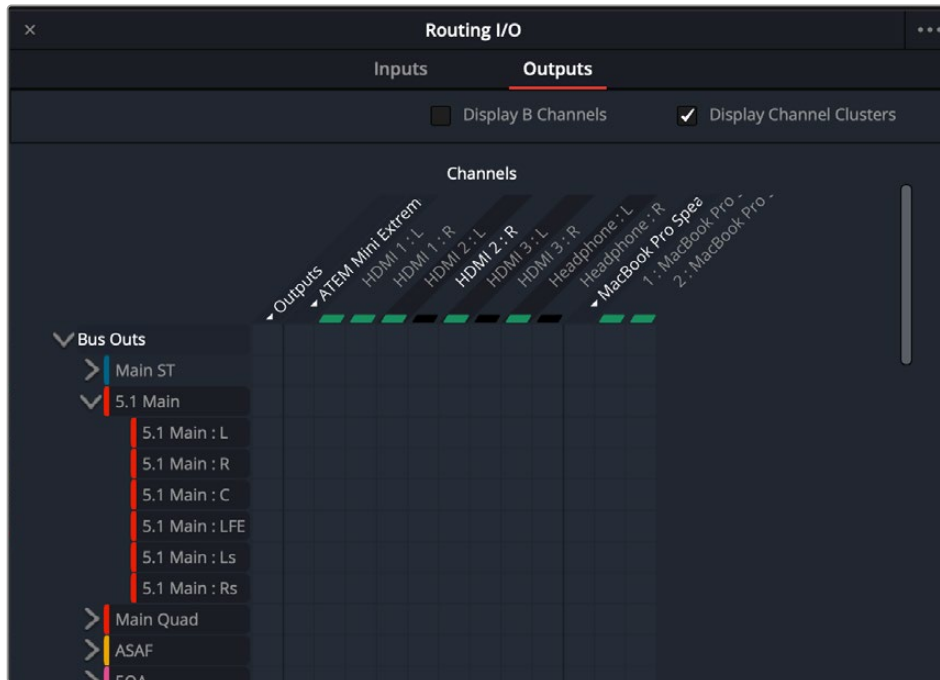 Routing I/O
Inputs Outputs
Display B Channels Display Channel Clusters
Channels
Outputs
ATEM Mini Extrem
HDMI 1 : L
HDMI 1 : R
HDMI 2 : L
HDMI 2 : R
HDMI 3 : L
HDMI 3 : R
Headphone : L
Headphone : R
MacBook Pro Spea
1 : MacBook Pro
2 : MacBook Pro
Bus Outs
Main ST
5.1 Main
5.1 Main : L
5.1 Main : R
5.1 Main : C
5.1 Main : LFE
5.1 Main : Ls
5.1 Main : Rs
Main Quad
ASAF